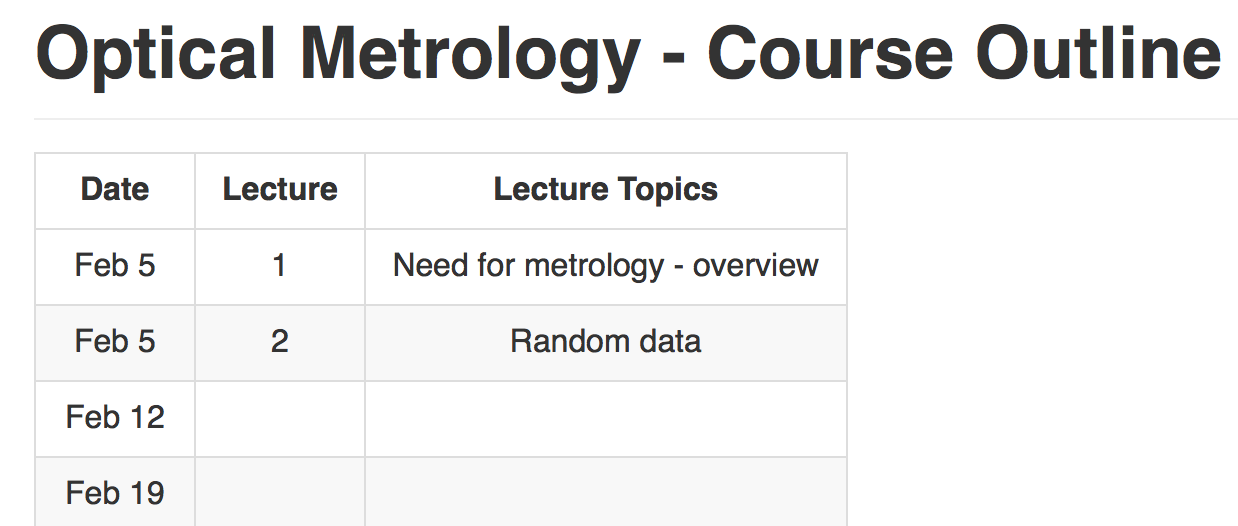 Optical Metrology - Course Outline
Date Lecture Lecture Topics
Feb 5 1 Need for metrology - overview
Feb 5 2 Random data
Feb 12
Feb 19